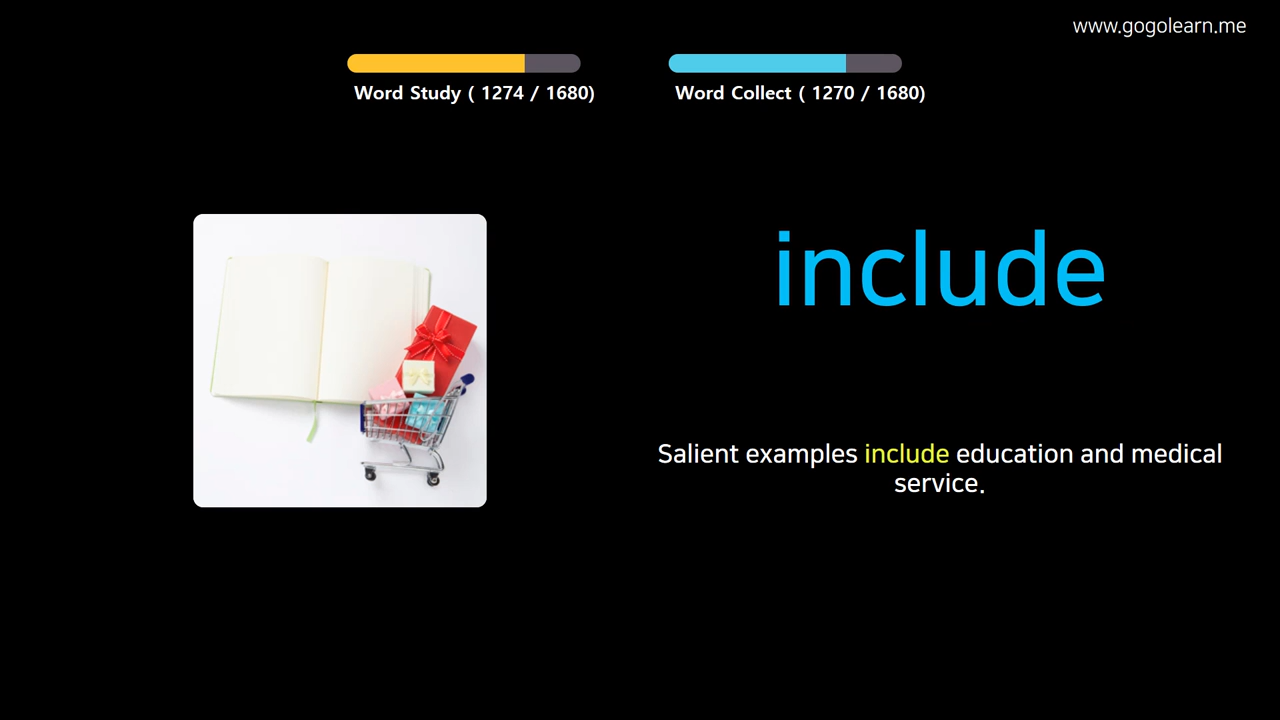 www.gogolearn.me
Word Study ( 1274 / 1680)
Word Collect ( 1270 / 1680)
include
Salient examples include education and medical
service.